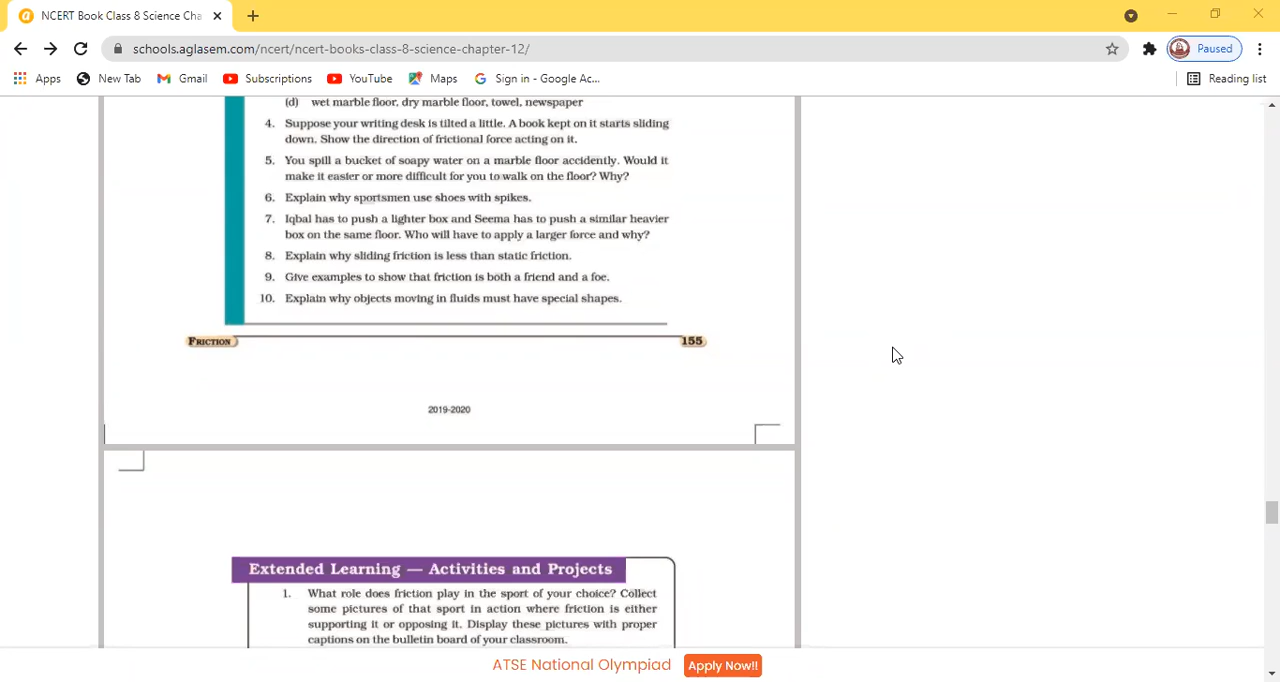 NCERT Book Class 8 Science Cha
schools.aglasem.com/ncert/ncert-books-class-8-science-chapter-12/
Paused
Apps New Tab Gmail Subscriptions YouTube Maps Sign in - Google Ac... Reading list
(d) wet marble floor, dry marble floor, towel, newspaper
4. Suppose your writing desk is tilted a little. A book kept on it starts sliding
down. Show the direction of frictional force acting on it.
5. You spill a bucket of soapy water on a marble floor accidently. Would it
make it easier or more difficult for you to walk on the floor? Why?
6. Explain why sportsmen use shoes with spikes.
7. Iqbal has to push a lighter box and Seema has to push a similar heavier
box on the same floor. Who will have to apply a larger force and why?
8. Explain why sliding friction is less than static friction.
9. Give examples to show that friction is both a friend and a foe.
10. Explain why objects moving in fluids must have special shapes.
FRICTION 155
2019-2020
Extended Learning — Activities and Projects
1. What role does friction play in the sport of your choice? Collect
some pictures of that sport in action where friction is either
supporting it or opposing it. Display these pictures with proper
captions on the bulletin board of your classroom.
ATSE National Olympiad Apply Now!!